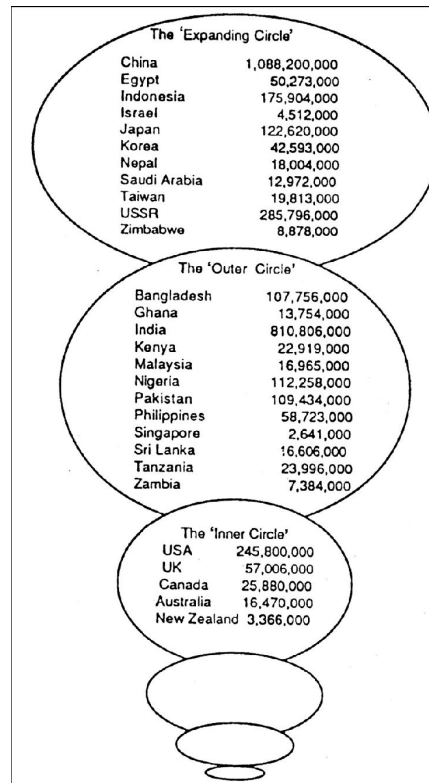 The 'Expanding Circle'
China 1,088,200,000
Egypt 50,273,000
Indonesia 175,904,000
Israel 4,512,000
Japan 122,620,000
Korea 42,593,000
Nepal 18,004,000
Saudi Arabia 12,972,000
Taiwan 19,813,000
USSR 285,796,000
Zimbabwe 8,878,000
The 'Outer Circle'
Bangladesh 107,756,000
Ghana 13,754,000
India 810,806,000
Kenya 22,919,000
Malaysia 16,965,000
Nigeria 112,258,000
Pakistan 109,434,000
Philippines 58,723,000
Singapore 2,641,000
Sri Lanka 16,606,000
Tanzania 23,996,000
Zambia 7,384,000
The 'Inner Circle'
USA 245,800,000
UK 57,006,000
Canada 25,880,000
Australia 16,470,000
New Zealand 3,366,000